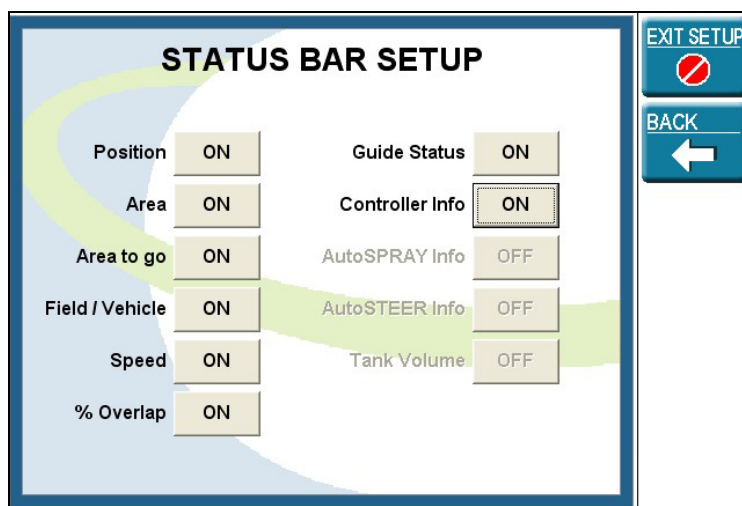 STATUS BAR SETUP
EXIT SETUP
BACK
Position ON Guide Status ON
Area ON Controller Info ON
Area to go ON AutoSPRAY Info OFF
Field / Vehicle ON AutoSTEER Info OFF
Speed ON Tank Volume OFF
% Overlap ON